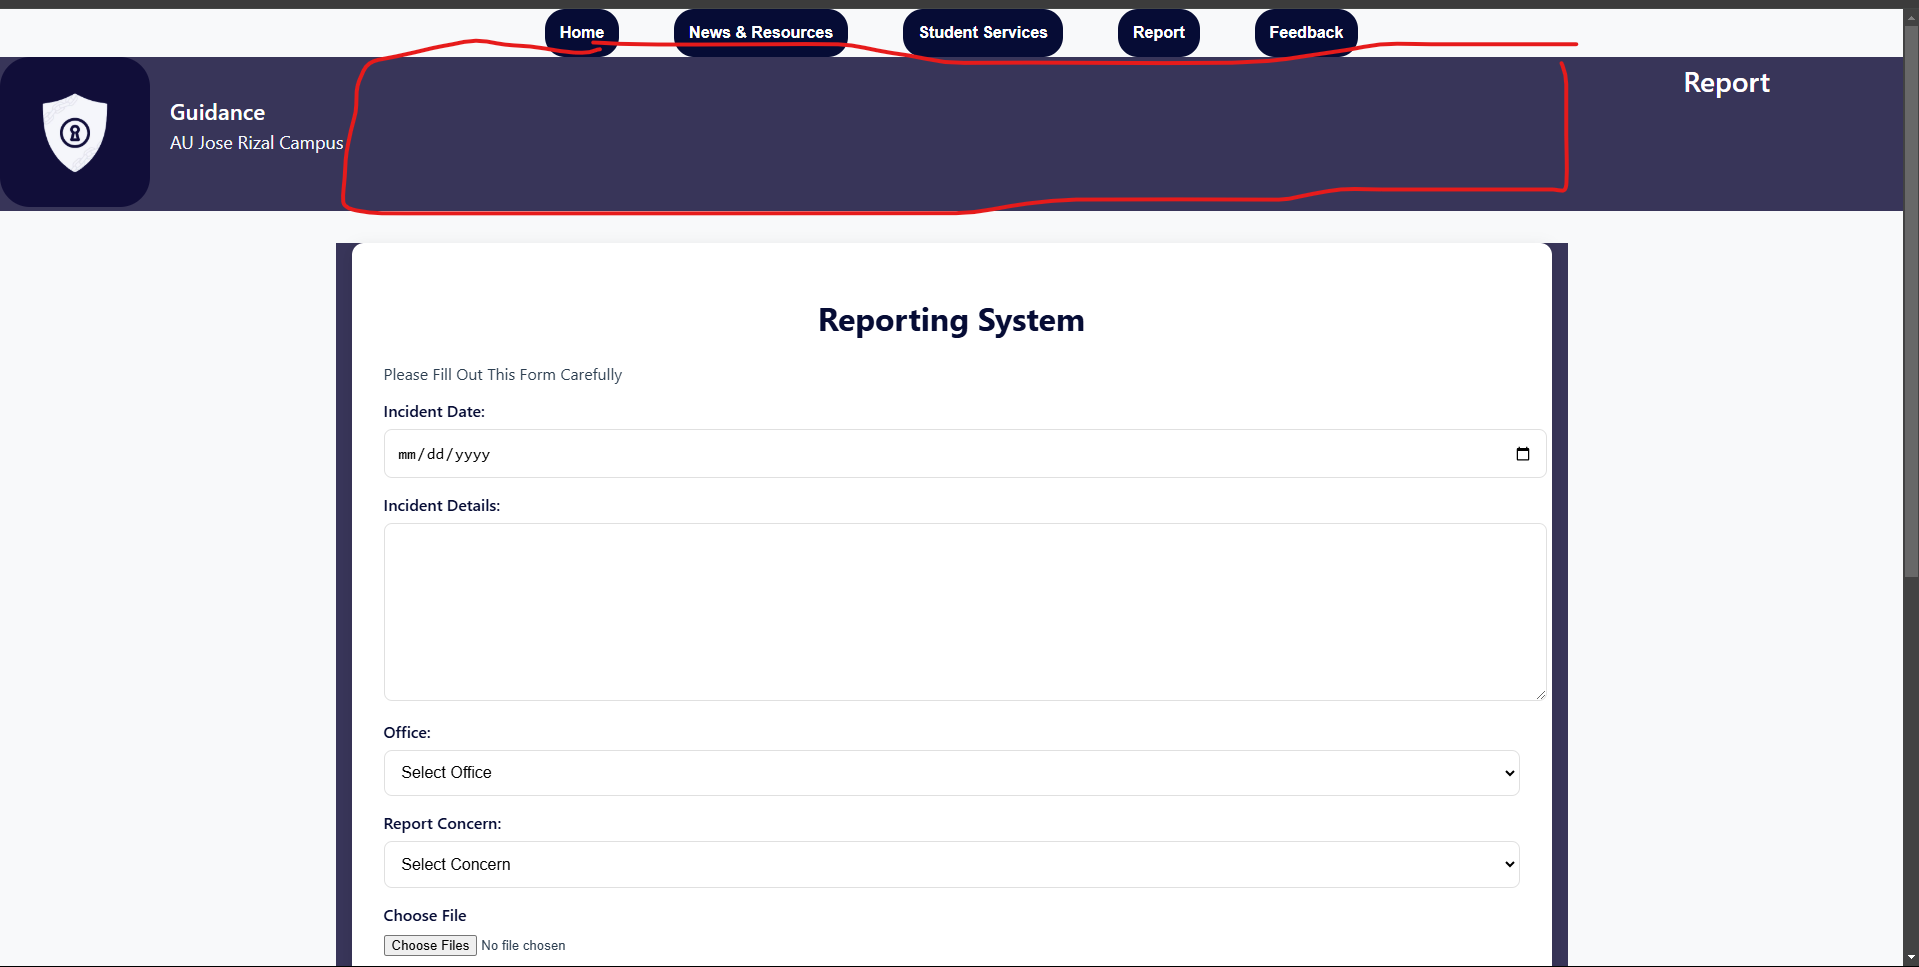 Home News & Resources Student Services Report Feedback
Report
Guidance
AU Jose Rizal Campus
Reporting System
Please Fill Out This Form Carefully
Incident Date:
mm/dd/yyyy
Incident Details:
Office:
Select Office
Report Concern:
Select Concern
Choose File
Choose Files No file chosen